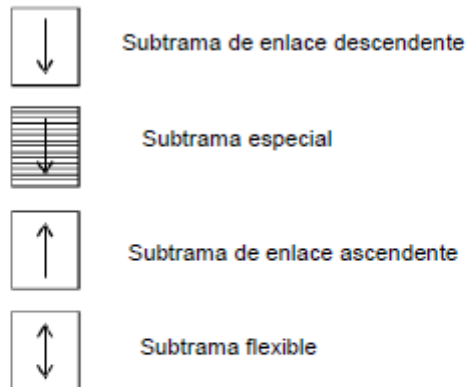 Subtrama de enlace descendente
Subtrama especial
Subtrama de enlace ascendente
Subtrama flexible